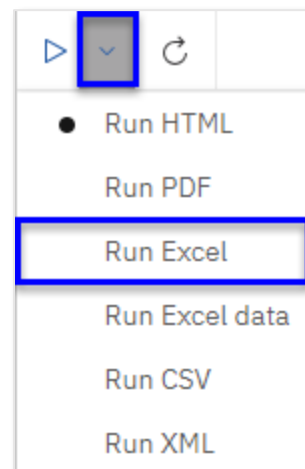 Run HTML
Run PDF
Run Excel
Run Excel data
Run CSV
Run XML